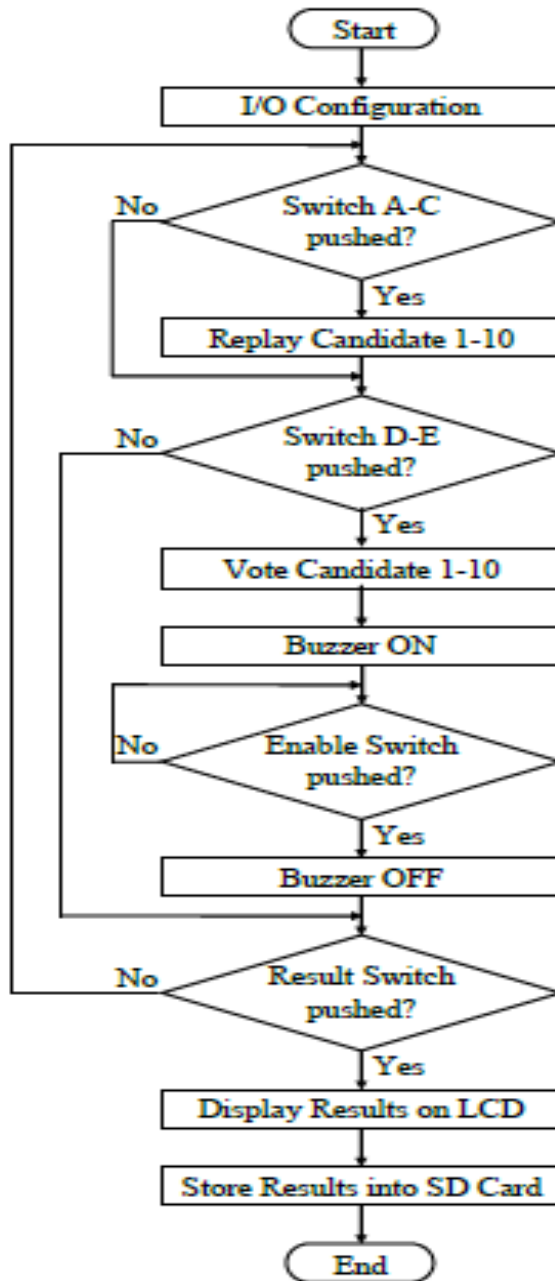 Start
I/O Configuration
No
Switch A-C
pushed?
Yes
Replay Candidate 1-10
No
Switch D-E
pushed?
Yes
Vote Candidate 1-10
Buzzer ON
No
Enable Switch
pushed?
Yes
Buzzer OFF
No
Result Switch
pushed?
Yes
Display Results on LCD
Store Results into SD Card
End